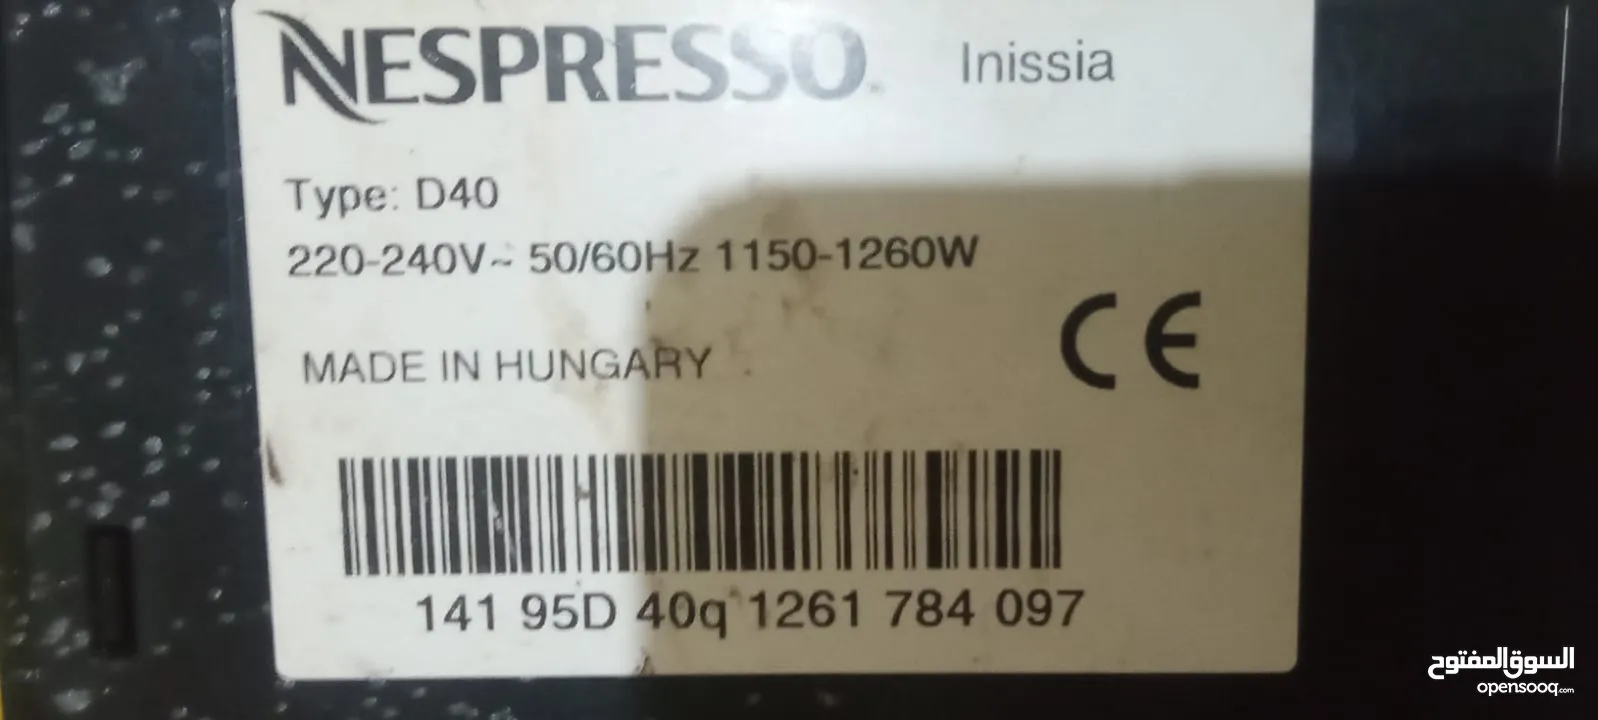 NESPRESSO. Inissia
Type: D40
220-240V~ 50/60Hz 1150-1260W
MADE IN HUNGARY
CE
141 95D 40q 1261 784 097
السوق المفتوح
opensooq.com